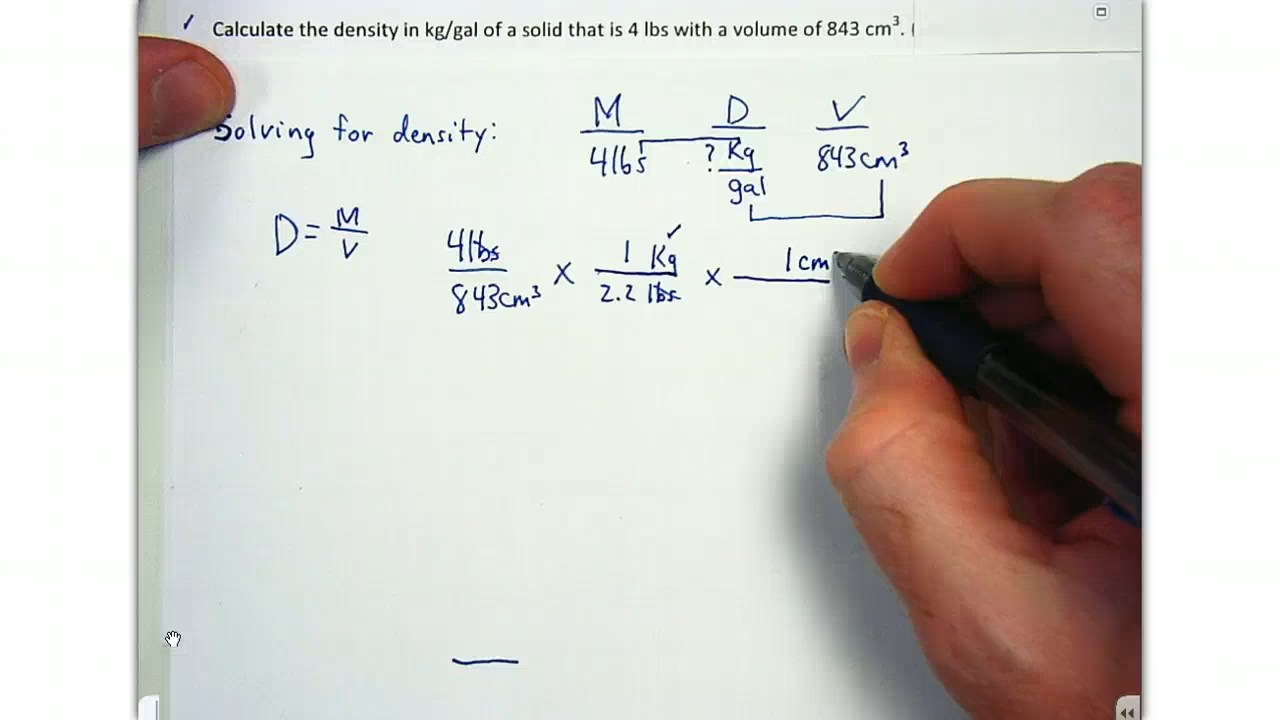 Calculate the density in kg/gal of a solid that is 4 lbs with a volume of 843 cm³. (
Solving for density:
M D V
4lbs ? Kg/gal 843cm³
D = M/V
4lbs/843cm³ x 1 Kg/2.2 lbs x 1cm